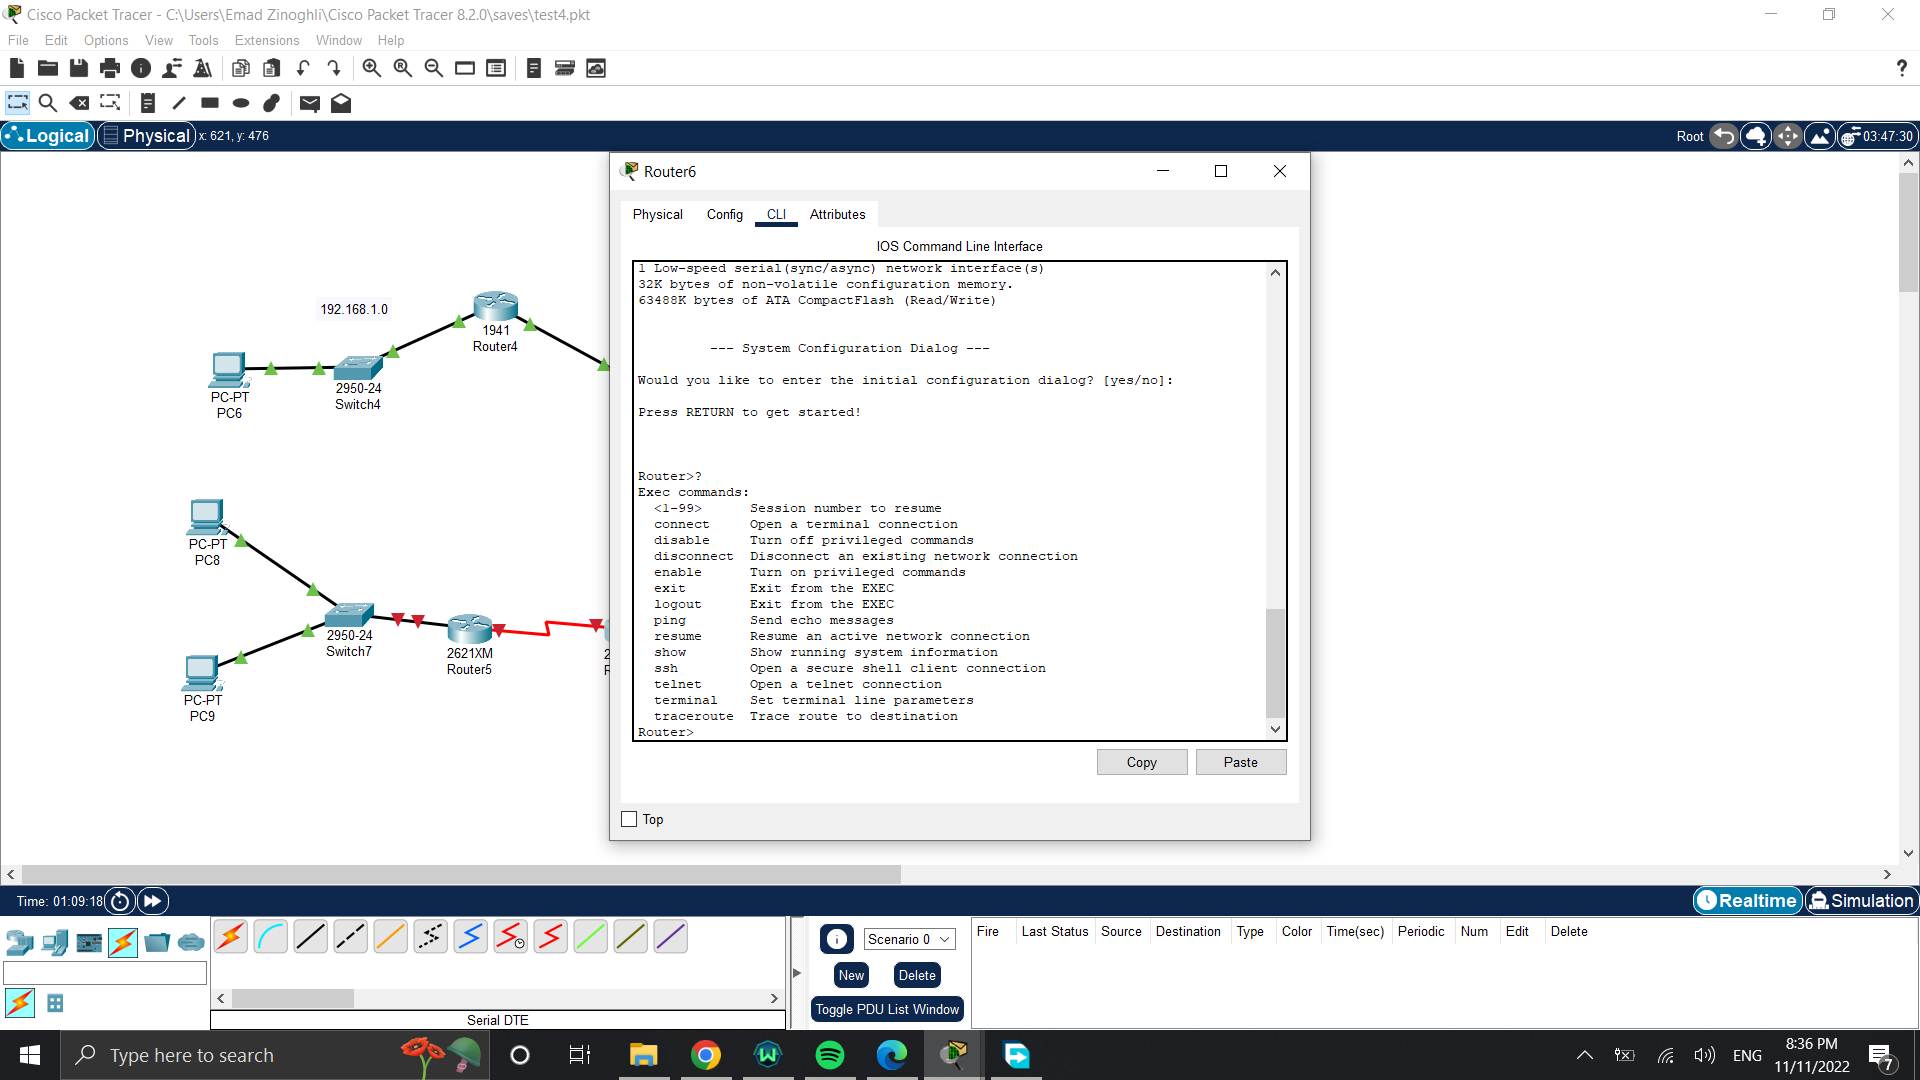 Cisco Packet Tracer - C:\Users\Emad Zinoghli\Cisco Packet Tracer 8.2.0\saves\test4.pkt
File Edit Options View Tools Extensions Window Help
Logical Physical x: 621, y: 476 Root 03:47:30
Router6
Physical Config CLI Attributes
IOS Command Line Interface
1 Low-speed serial(sync/async) network interface(s)
32K bytes of non-volatile configuration memory.
63488K bytes of ATA CompactFlash (Read/Write)
--- System Configuration Dialog ---
Would you like to enter the initial configuration dialog? [yes/no]:
Press RETURN to get started!
Router>?
Exec commands:
<1-99> Session number to resume
connect Open a terminal connection
disable Turn off privileged commands
disconnect Disconnect an existing network connection
enable Turn on privileged commands
exit Exit from the EXEC
logout Exit from the EXEC
ping Send echo messages
resume Resume an active network connection
show Show running system information
ssh Open a secure shell client connection
telnet Open a telnet connection
terminal Set terminal line parameters
traceroute Trace route to destination
Router>
Copy Paste
Top
192.168.1.0
1941
Router4
PC-PT
PC6
2950-24
Switch4
PC-PT
PC8
2950-24
Switch7
2621XM
Router5
PC-PT
PC9
Time: 01:09:18 Realtime Simulation
Scenario 0
New Delete
Toggle PDU List Window
Fire Last Status Source Destination Type Color Time(sec) Periodic Num Edit Delete
Serial DTE
Type here to search
ENG
8:36 PM
11/11/2022
7